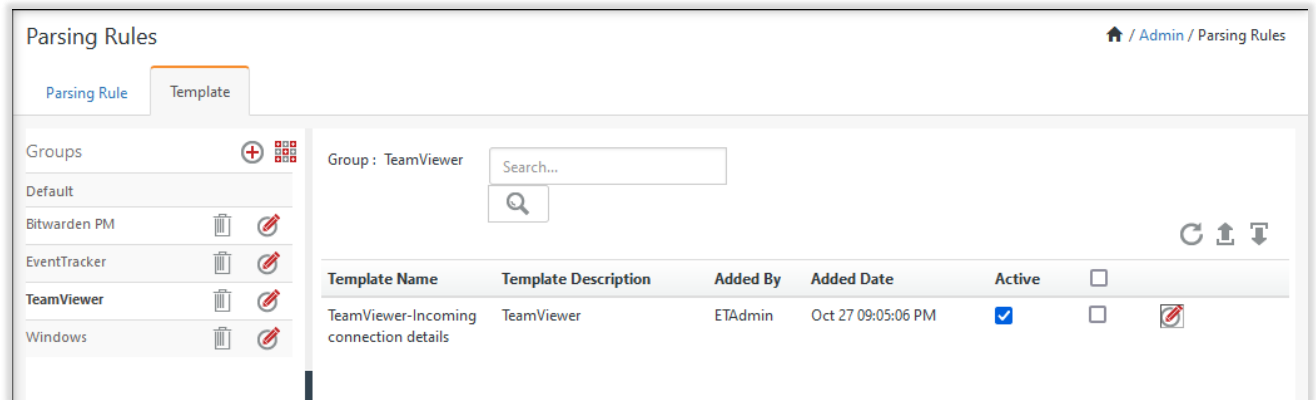 Parsing Rules
/ Admin / Parsing Rules
Parsing Rule Template
Groups
Default
Bitwarden PM
EventTracker
TeamViewer
Windows
Group : TeamViewer Search...
Template Name Template Description Added By Added Date Active
TeamViewer-Incoming TeamViewer ETAdmin Oct 27 09:05:06 PM
connection details